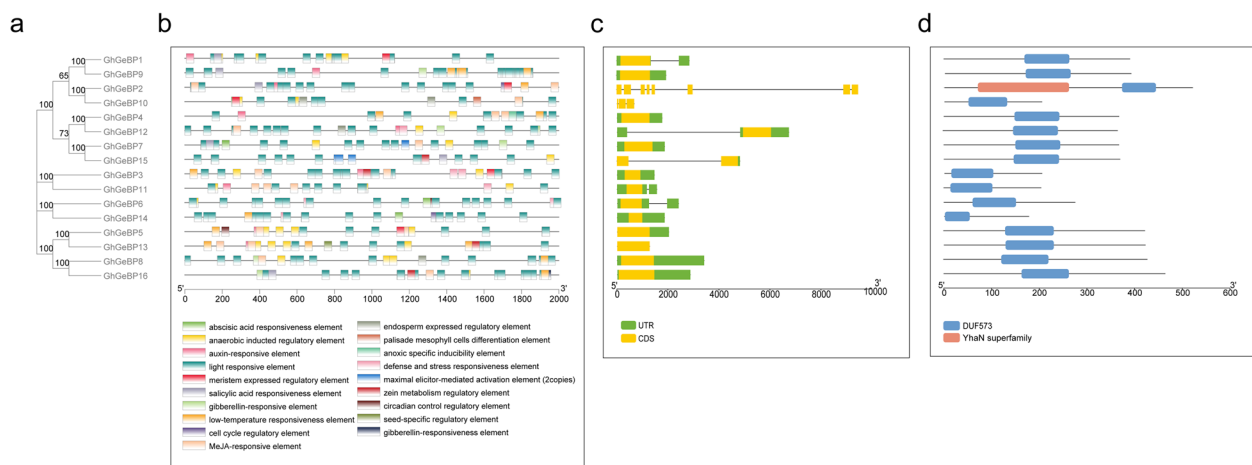 a
b
c
d
GhGeBP1
GhGeBP9
GhGeBP2
GhGeBP10
GhGeBP4
GhGeBP12
GhGeBP7
GhGeBP15
GhGeBP3
GhGeBP11
GhGeBP6
GhGeBP14
GhGeBP5
GhGeBP13
GhGeBP8
GhGeBP16
100
65
100
100
100
73
100
100
100
100
100
100
5'
3'
0 200 400 600 800 1000 1200 1400 1600 1800 2000
abscisic acid responsiveness element
anaerobic inducted regulatory element
auxin-responsive element
light responsive element
meristem expressed regulatory element
salicylic acid responsiveness element
gibberellin-responsive element
low-temperature responsiveness element
cell cycle regulatory element
MeJA-responsive element
endosperm expressed regulatory element
palisade mesophyll cells differentiation element
anoxic specific inducibility element
defense and stress responsiveness element
maximal elicitor-mediated activation element (2copies)
zein metabolism regulatory element
circadian control regulatory element
seed-specific regulatory element
gibberellin-responsiveness element
5'
3'
0 2000 4000 6000 8000 10000
UTR
CDS
5'
3'
0 100 200 300 400 500 600
DUF573
YhaN superfamily